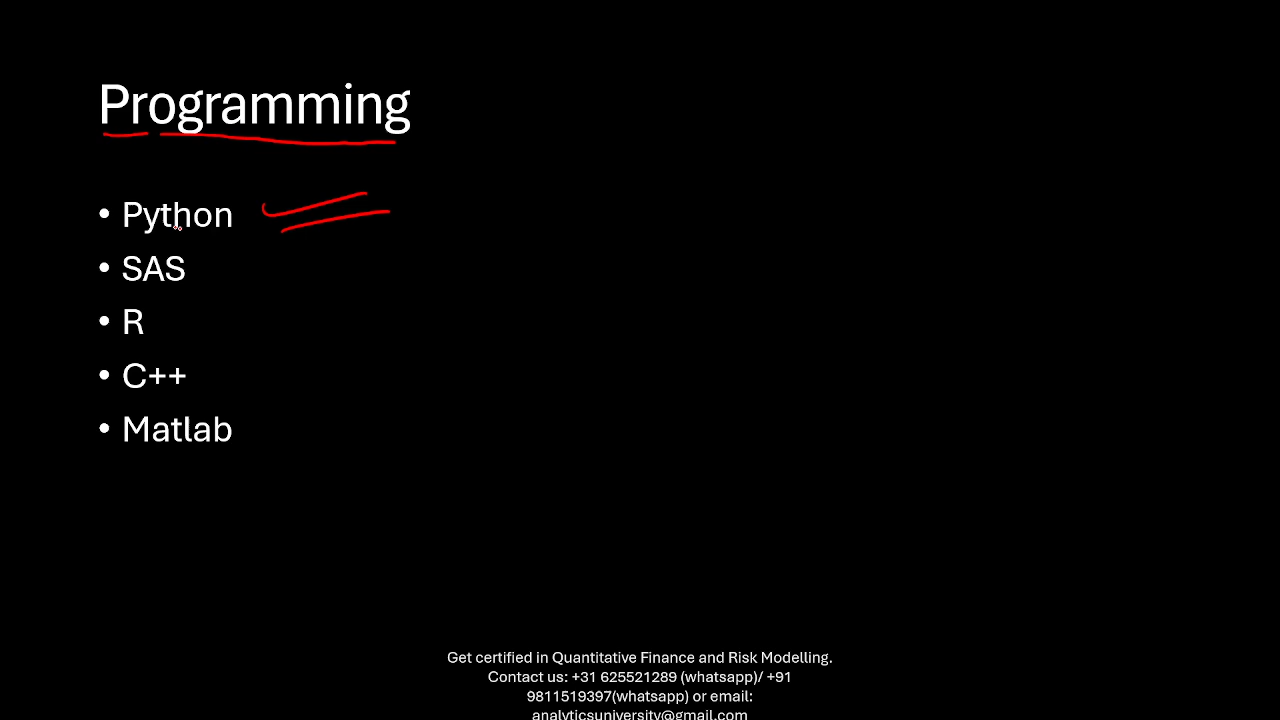 Programming
• Python
• SAS
• R
• C++
• Matlab
Get certified in Quantitative Finance and Risk Modelling.
Contact us: +31 625521289 (whatsapp)/ +91
9811519397(whatsapp) or email:
analyticsuniversity@gmail.com